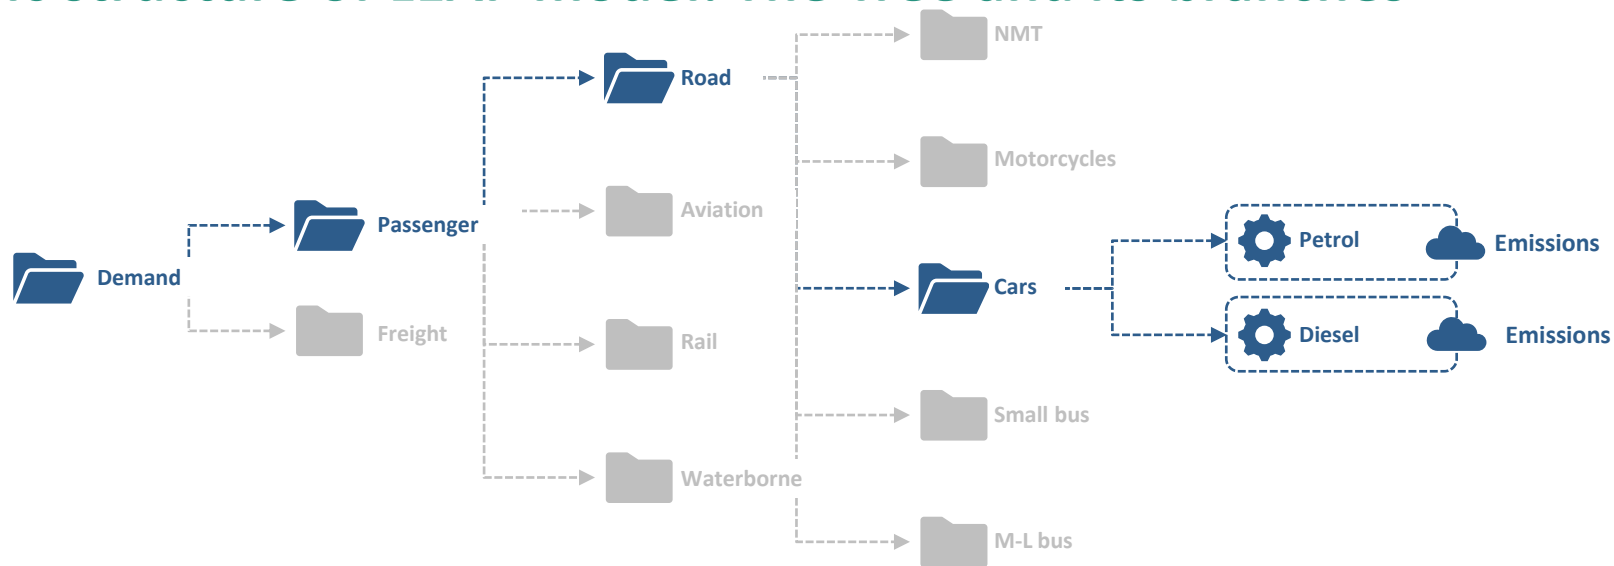 NMT
Road
Motorcycles
Aviation
Passenger
Petrol
Emissions
Demand
Cars
Freight
Rail
Diesel
Emissions
Small bus
Waterborne
M-L bus